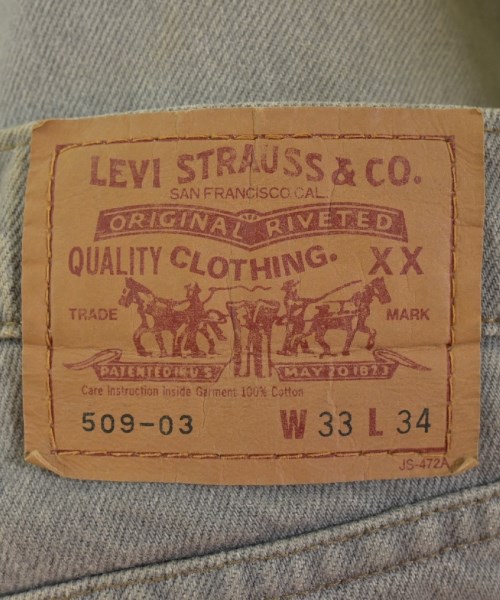 LEVI STRAUSS & CO.
SAN FRANCISCO, CAL.
ORIGINAL RIVETED
QUALITY CLOTHING. XX
TRADE MARK
PATENTED IN U.S. MAY 20 1873
Care Instruction Inside Garment 100% Cotton
509-03 W 33 L 34
JS-472A